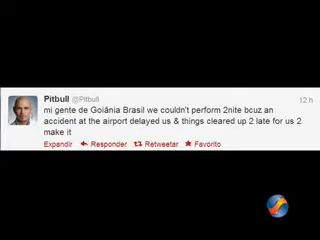 Pitbull @Pitbull 12 h
mi gente de Goiânia Brasil we couldn't perform 2nite bcuz an
accident at the airport delayed us & things cleared up 2 late for us 2
make it
Expandir Responder Retweetar Favorito